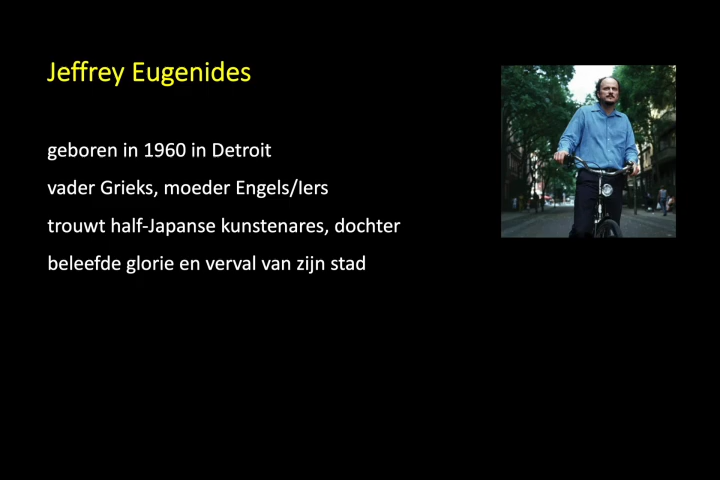 Jeffrey Eugenides
geboren in 1960 in Detroit
vader Grieks, moeder Engels/Iers
trouwt half-Japanse kunstenares, dochter
beleefde glorie en verval van zijn stad